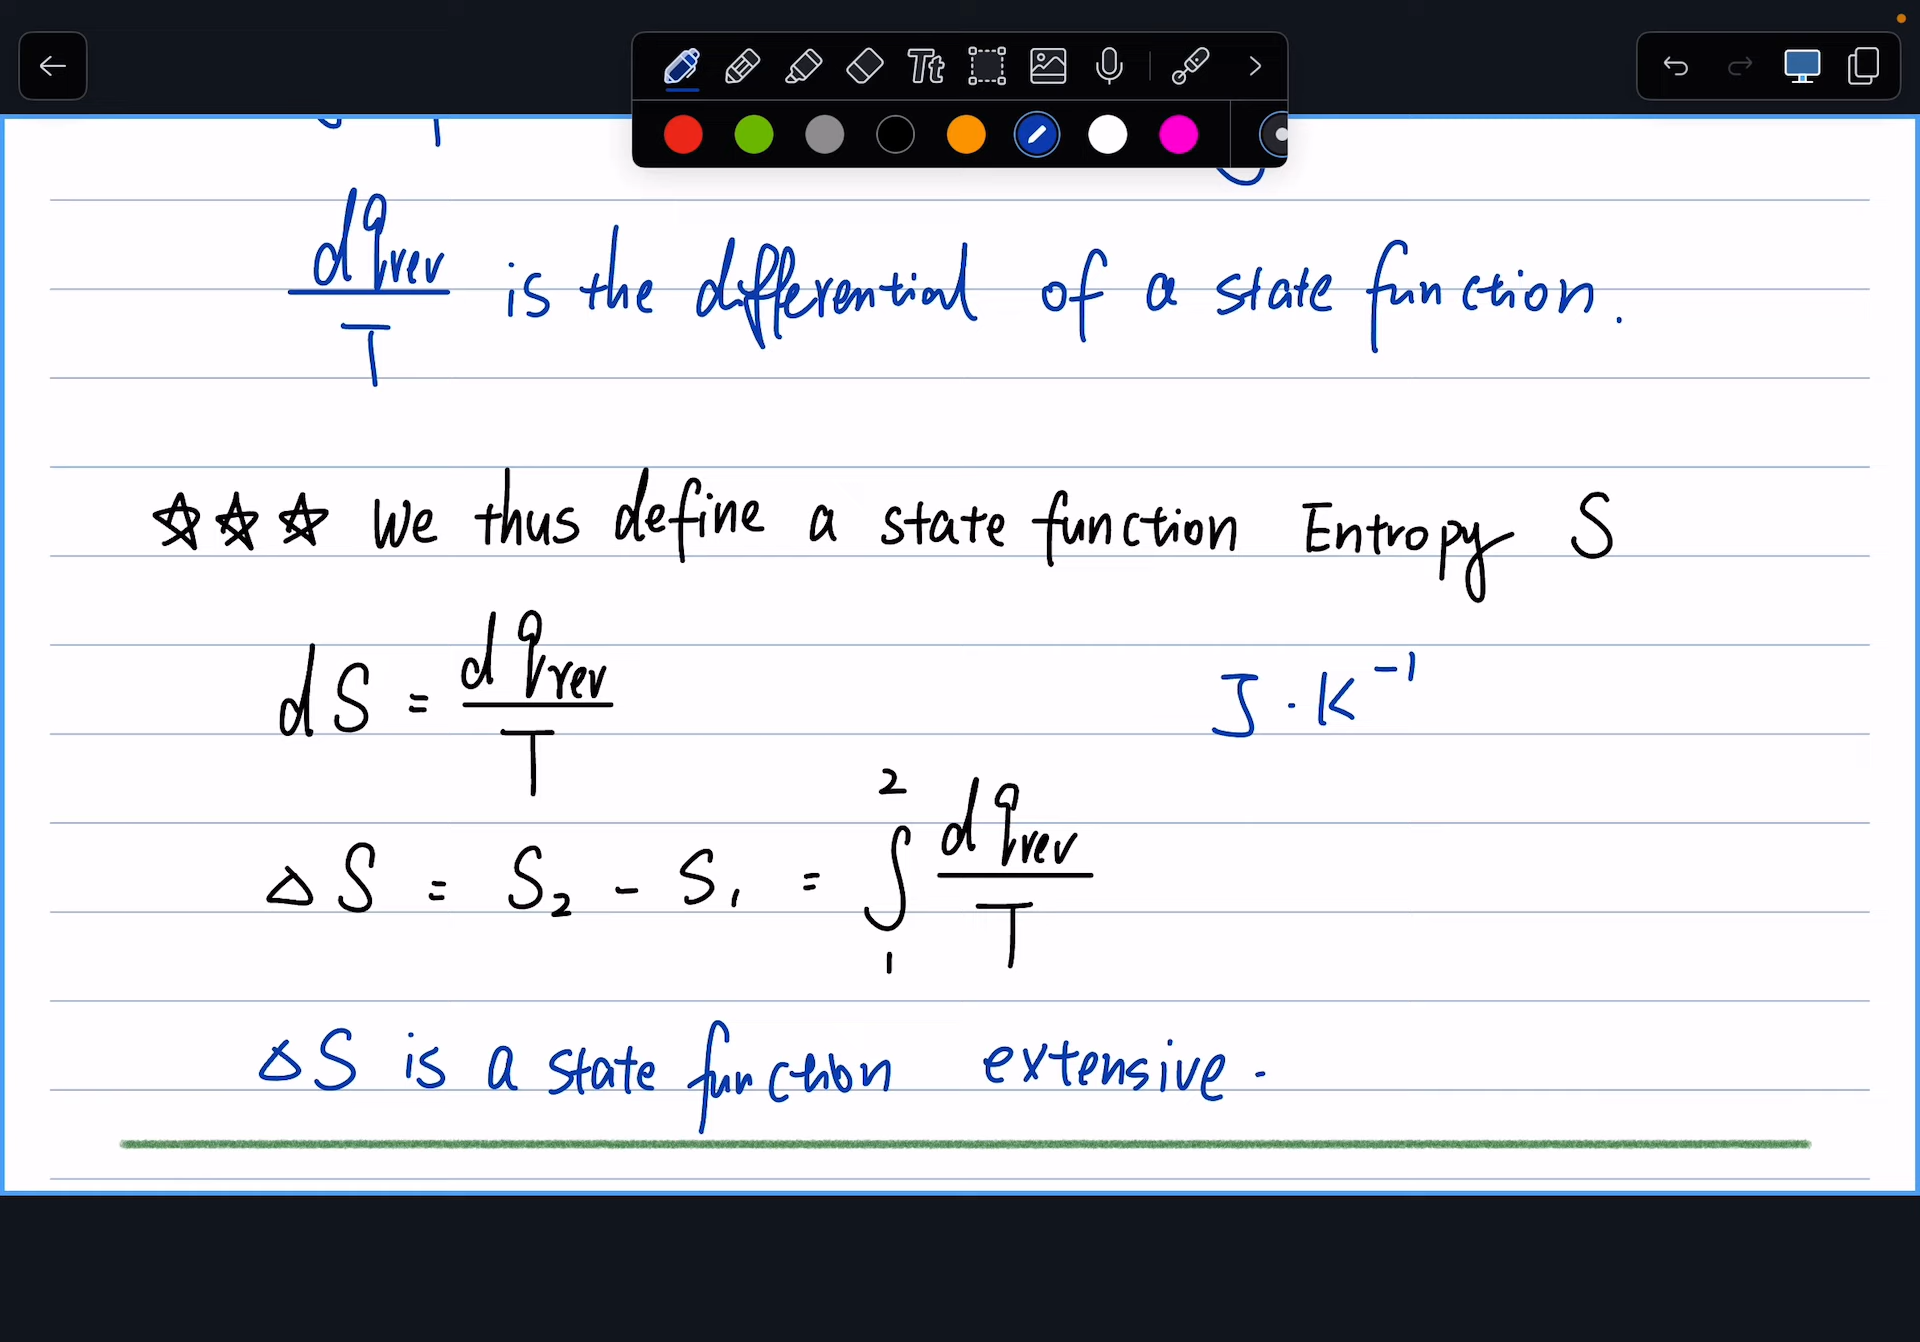 dq_rev / T is the differential of a state function.
☆☆☆ We thus define a state function Entropy S
dS = dq_rev / T J · K⁻¹
ΔS = S₂ - S₁ = ∫₁² dq_rev / T
ΔS is a state function extensive.
Tt